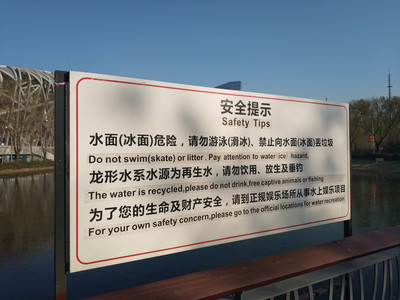 安全提示
Safety Tips
水面(冰面)危险，请勿游泳(滑冰)、禁止向水面(冰面)丢垃圾
Do not swim(skate) or litter. Pay attention to water (ice) hazard,
龙形水系水源为再生水，请勿饮用、放生及垂钓
The water is recycled,please do not drink,free captive animals or fishing
为了您的生命及财产安全，请到正规娱乐场所从事水上娱乐项目
For your own safety concern,please go to the official locations for water recreation